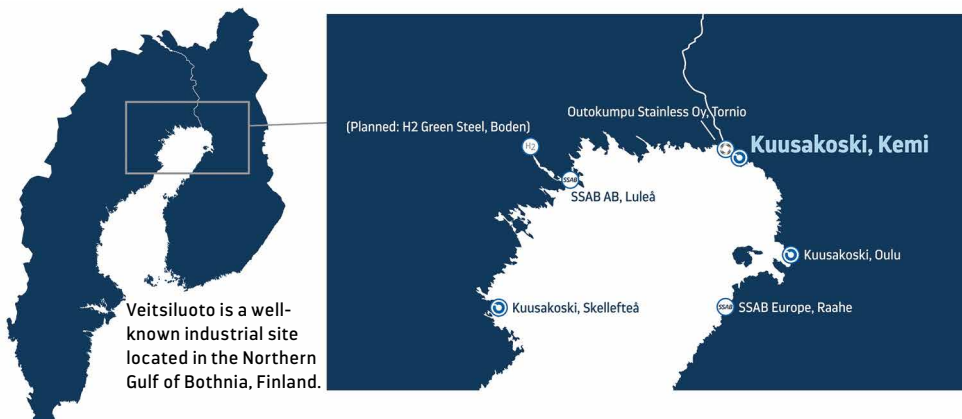 Outokumpu Stainless Oy, Tornio
(Planned: H2 Green Steel, Boden)
H2
Kuusakoski, Kemi
SSAB
SSAB AB, Luleå
Kuusakoski, Oulu
Kuusakoski, Skellefteå
SSAB
SSAB Europe, Raahe
Veitsiluoto is a well-
known industrial site
located in the Northern
Gulf of Bothnia, Finland.